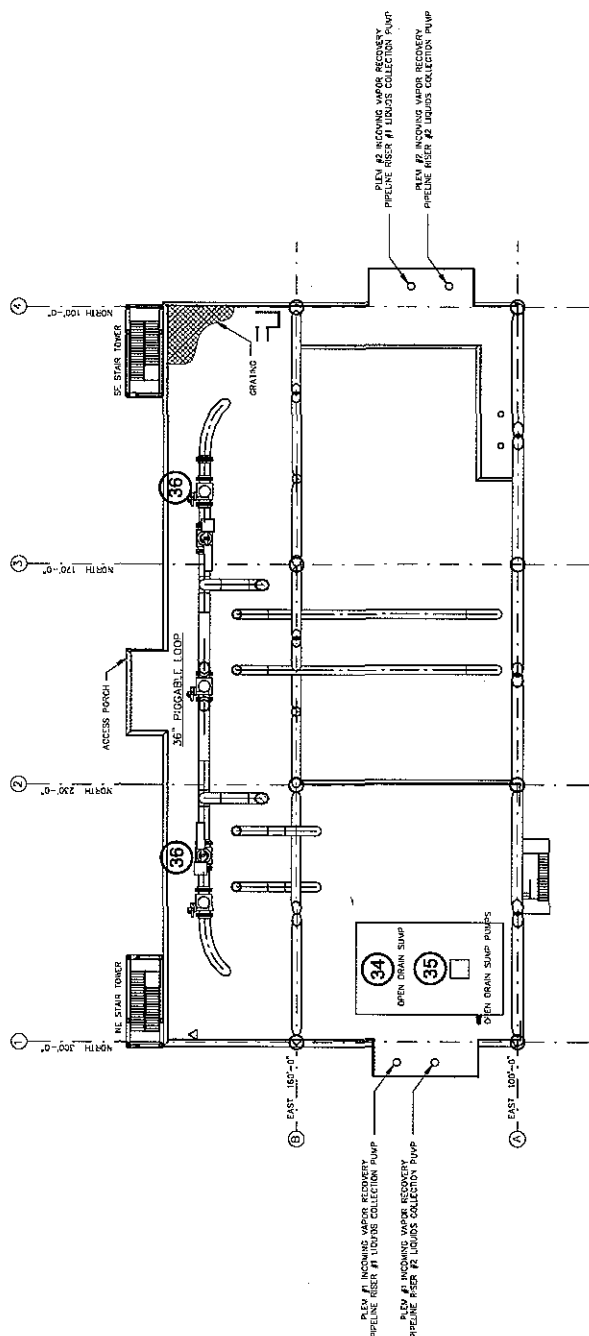 PLEM #2 INCOMING VAPOR RECOVERY
PIPELINE RISER #1 LIQUIDS COLLECTION PUMP
PLEM #2 INCOMING VAPOR RECOVERY
PIPELINE RISER #2 LIQUIDS COLLECTION PUMP
4
NORTH 100'-0"
SE STAIR TOWER
GRATING
36
3
NORTH 170'-0"
ACCESS PORCH
36" PIGGABLE LOOP
2
NORTH 230'-0"
36
34
OPEN DRAIN SUMP
35
OPEN DRAIN SUMP PUMPS
NE STAIR TOWER
1
NORTH 300'-0"
B
EAST 160'-0"
A
EAST 100'-0"
PLEM #1 INCOMING VAPOR RECOVERY
PIPELINE RISER #1 LIQUIDS COLLECTION PUMP
PLEM #1 INCOMING VAPOR RECOVERY
PIPELINE RISER #2 LIQUIDS COLLECTION PUMP